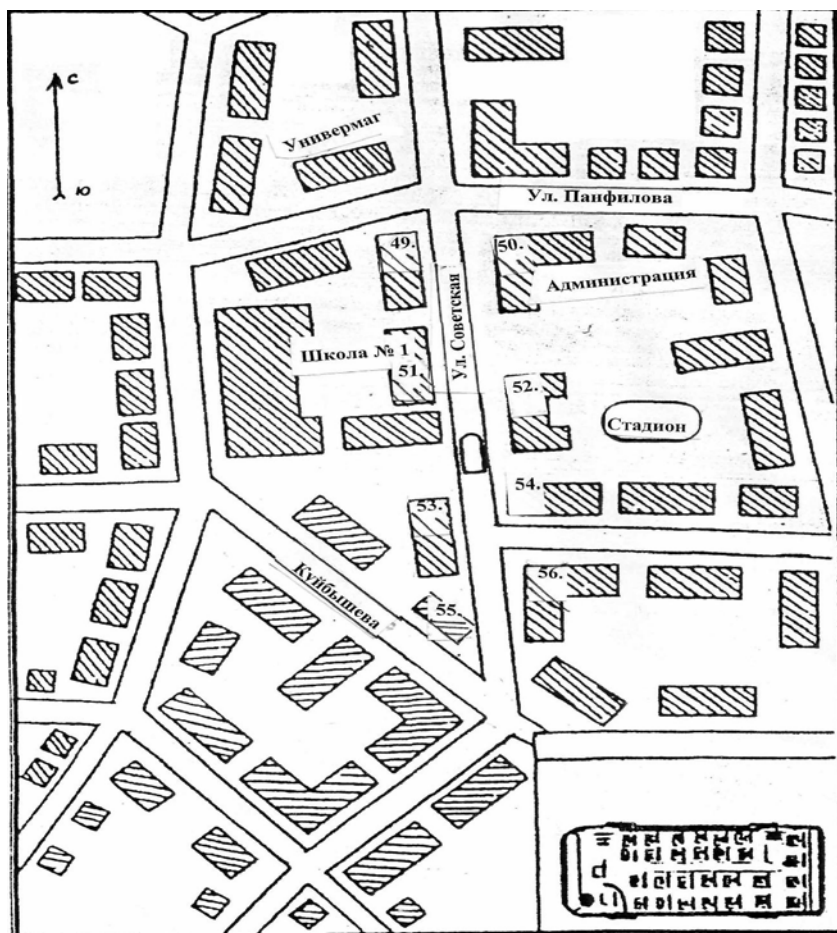 С
Ю
Универмаг
Ул. Панфилова
49.
50.
Администрация
Ул. Советская
Школа № 1
51.
52.
Стадион
54.
53.
Куйбышева
56.
55.